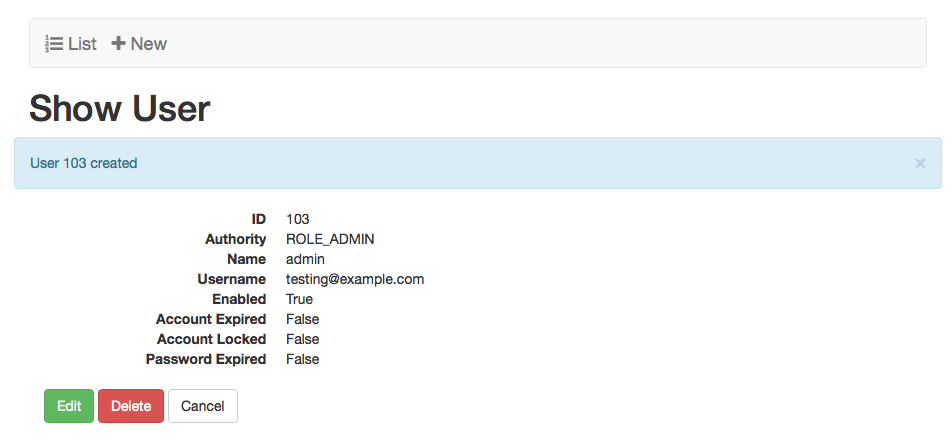 List New
Show User
User 103 created ×
ID 103
Authority ROLE_ADMIN
Name admin
Username testing@example.com
Enabled True
Account Expired False
Account Locked False
Password Expired False
Edit Delete Cancel